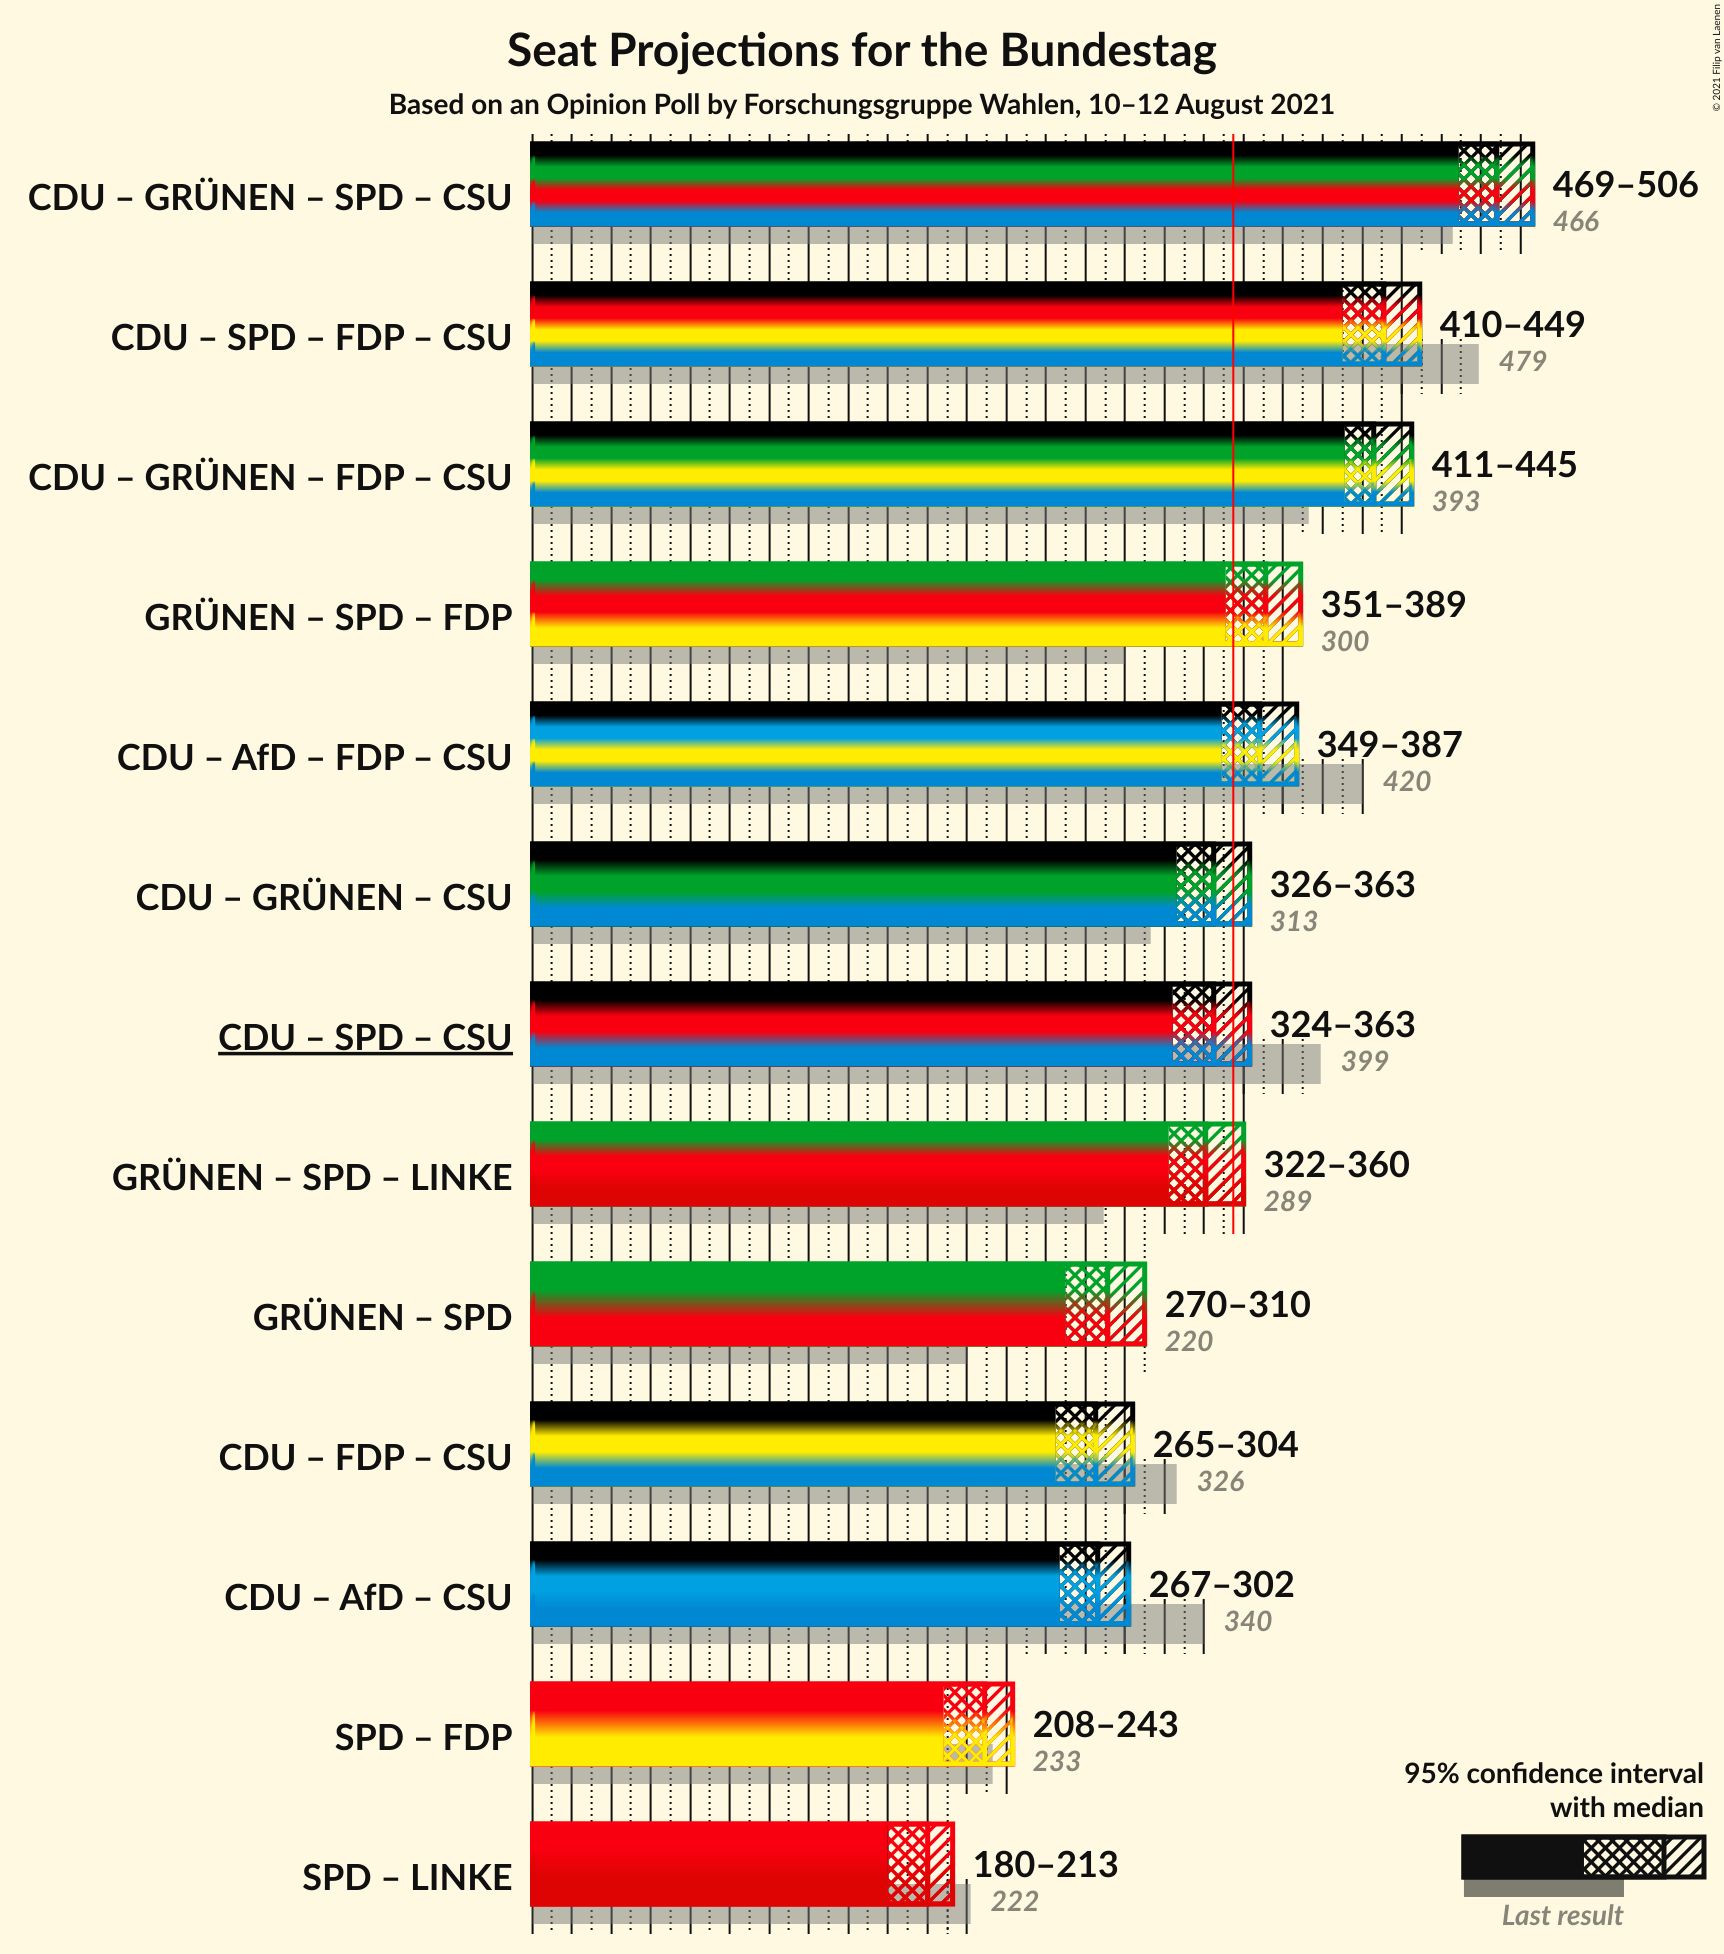 Seat Projections for the Bundestag
Based on an Opinion Poll by Forschungsgruppe Wahlen, 10–12 August 2021
© 2021 Filip van Laenen
CDU – GRÜNEN – SPD – CSU
469–506
466
CDU – SPD – FDP – CSU
410–449
479
CDU – GRÜNEN – FDP – CSU
411–445
393
GRÜNEN – SPD – FDP
351–389
300
CDU – AfD – FDP – CSU
349–387
420
CDU – GRÜNEN – CSU
326–363
313
CDU – SPD – CSU
324–363
399
GRÜNEN – SPD – LINKE
322–360
289
GRÜNEN – SPD
270–310
220
CDU – FDP – CSU
265–304
326
CDU – AfD – CSU
267–302
340
SPD – FDP
208–243
233
SPD – LINKE
180–213
222
95% confidence interval
with median
Last result